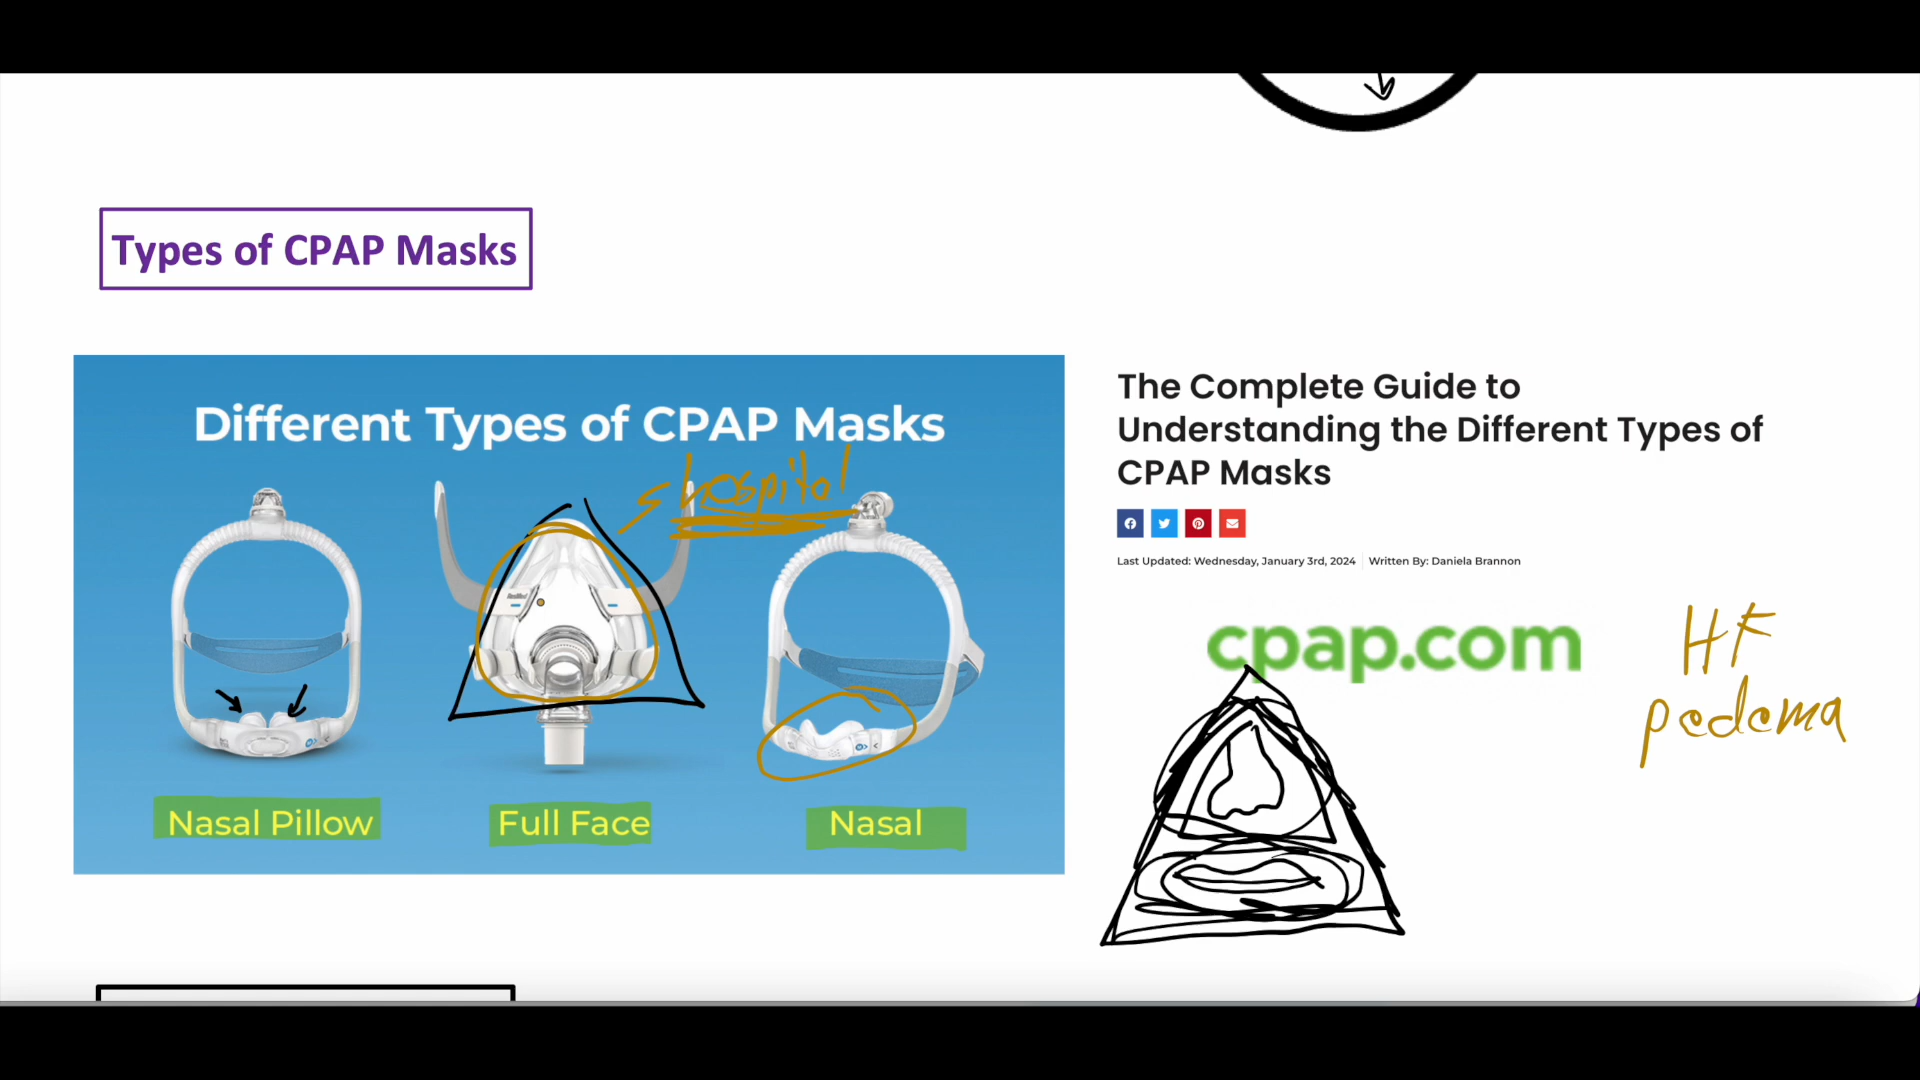 Types of CPAP Masks
Different Types of CPAP Masks
hospital
Nasal Pillow
Full Face
Nasal
The Complete Guide to
Understanding the Different Types of
CPAP Masks
Last Updated: Wednesday, January 3rd, 2024 Written By: Daniela Brannon
cpap.com
HF
pedema